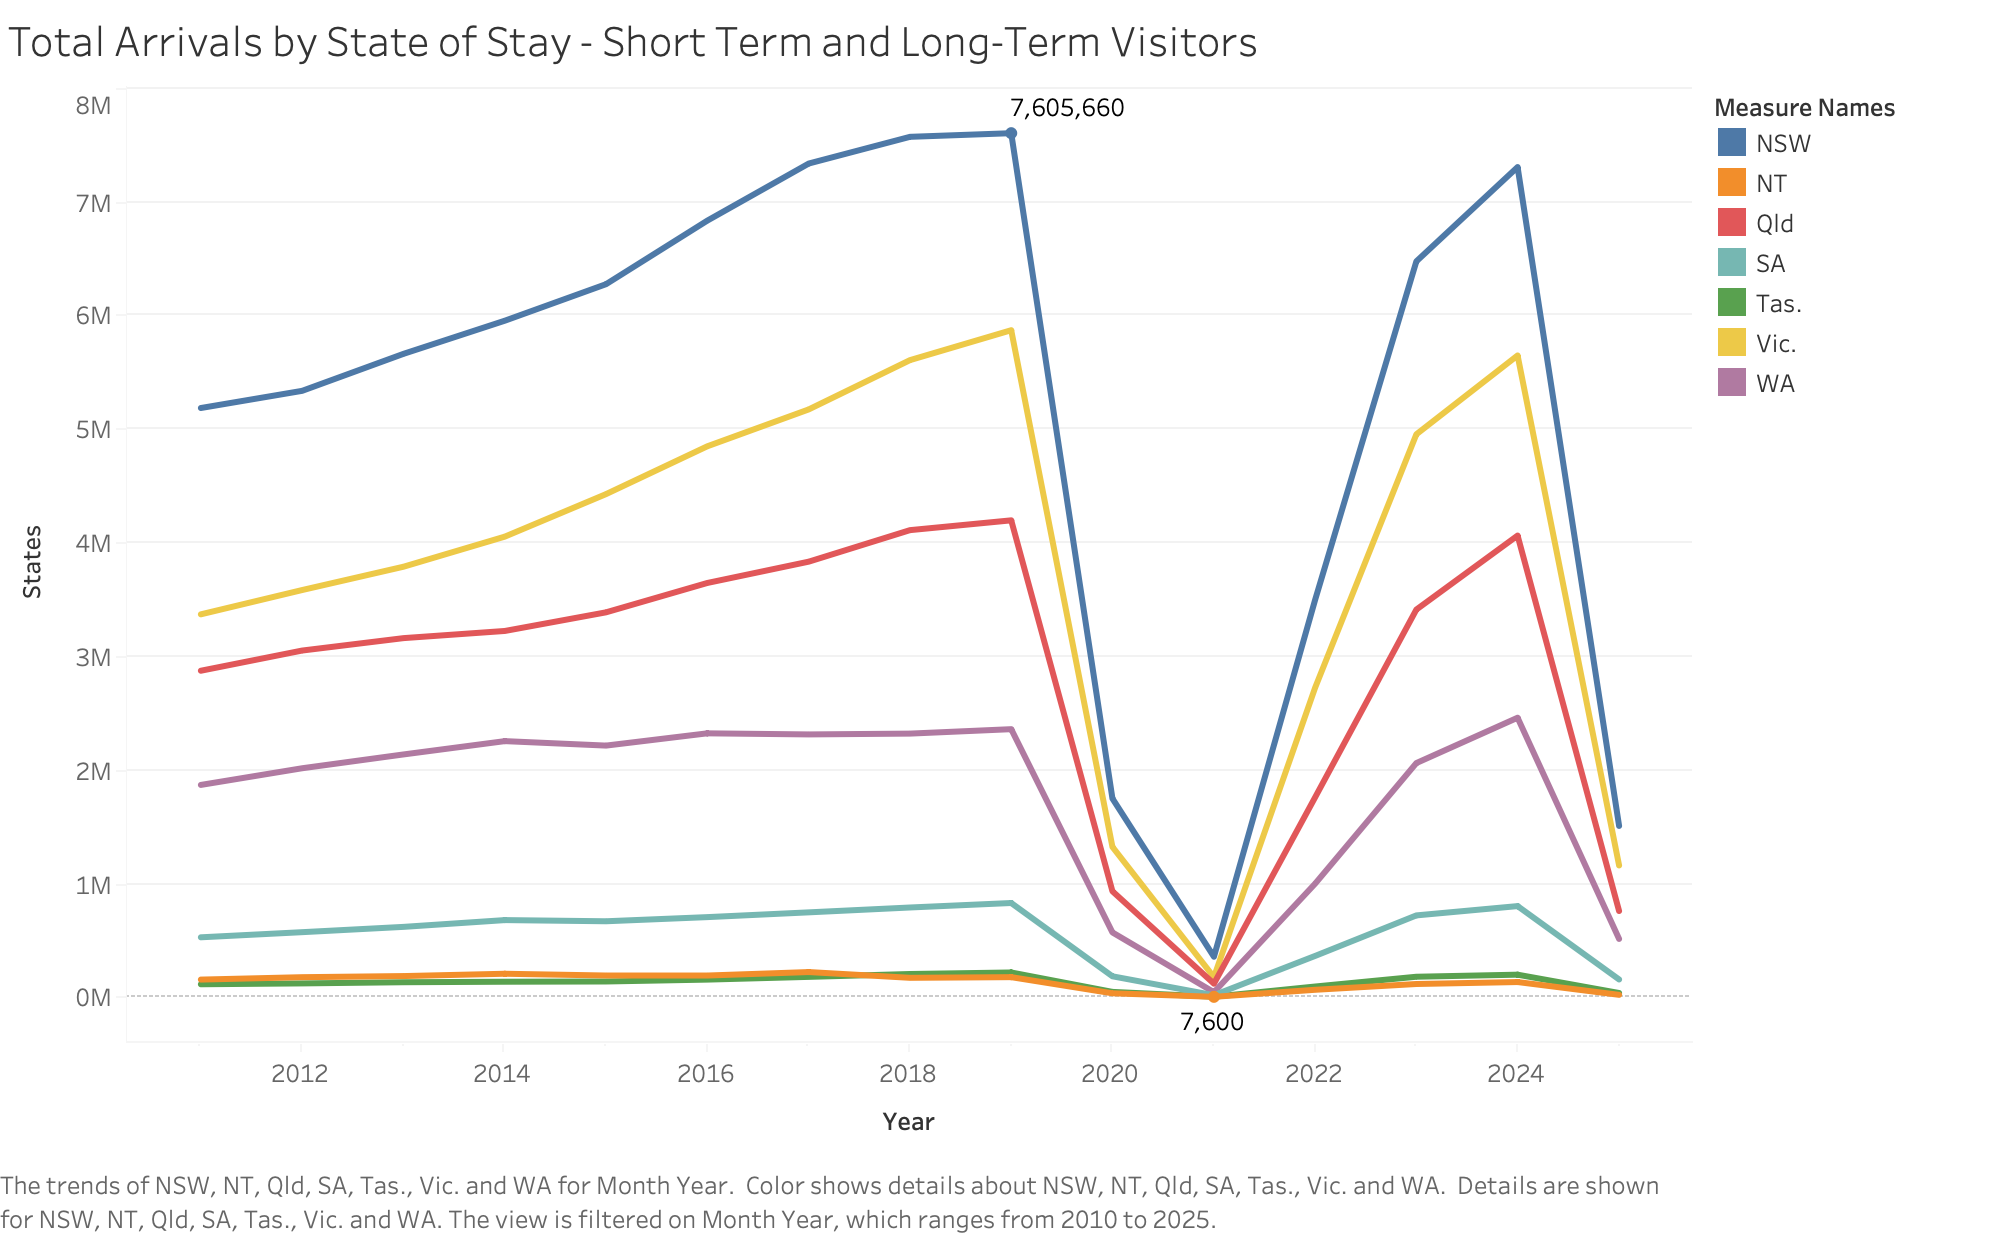 Total Arrivals by State of Stay - Short Term and Long-Term Visitors
7,605,660
8M
7M
6M
5M
4M
3M
2M
1M
0M
States
7,600
2012
2014
2016
2018
2020
2022
2024
Year
Measure Names
NSW
NT
Qld
SA
Tas.
Vic.
WA
The trends of NSW, NT, Qld, SA, Tas., Vic. and WA for Month Year.  Color shows details about NSW, NT, Qld, SA, Tas., Vic. and WA.  Details are shown
for NSW, NT, Qld, SA, Tas., Vic. and WA. The view is filtered on Month Year, which ranges from 2010 to 2025.